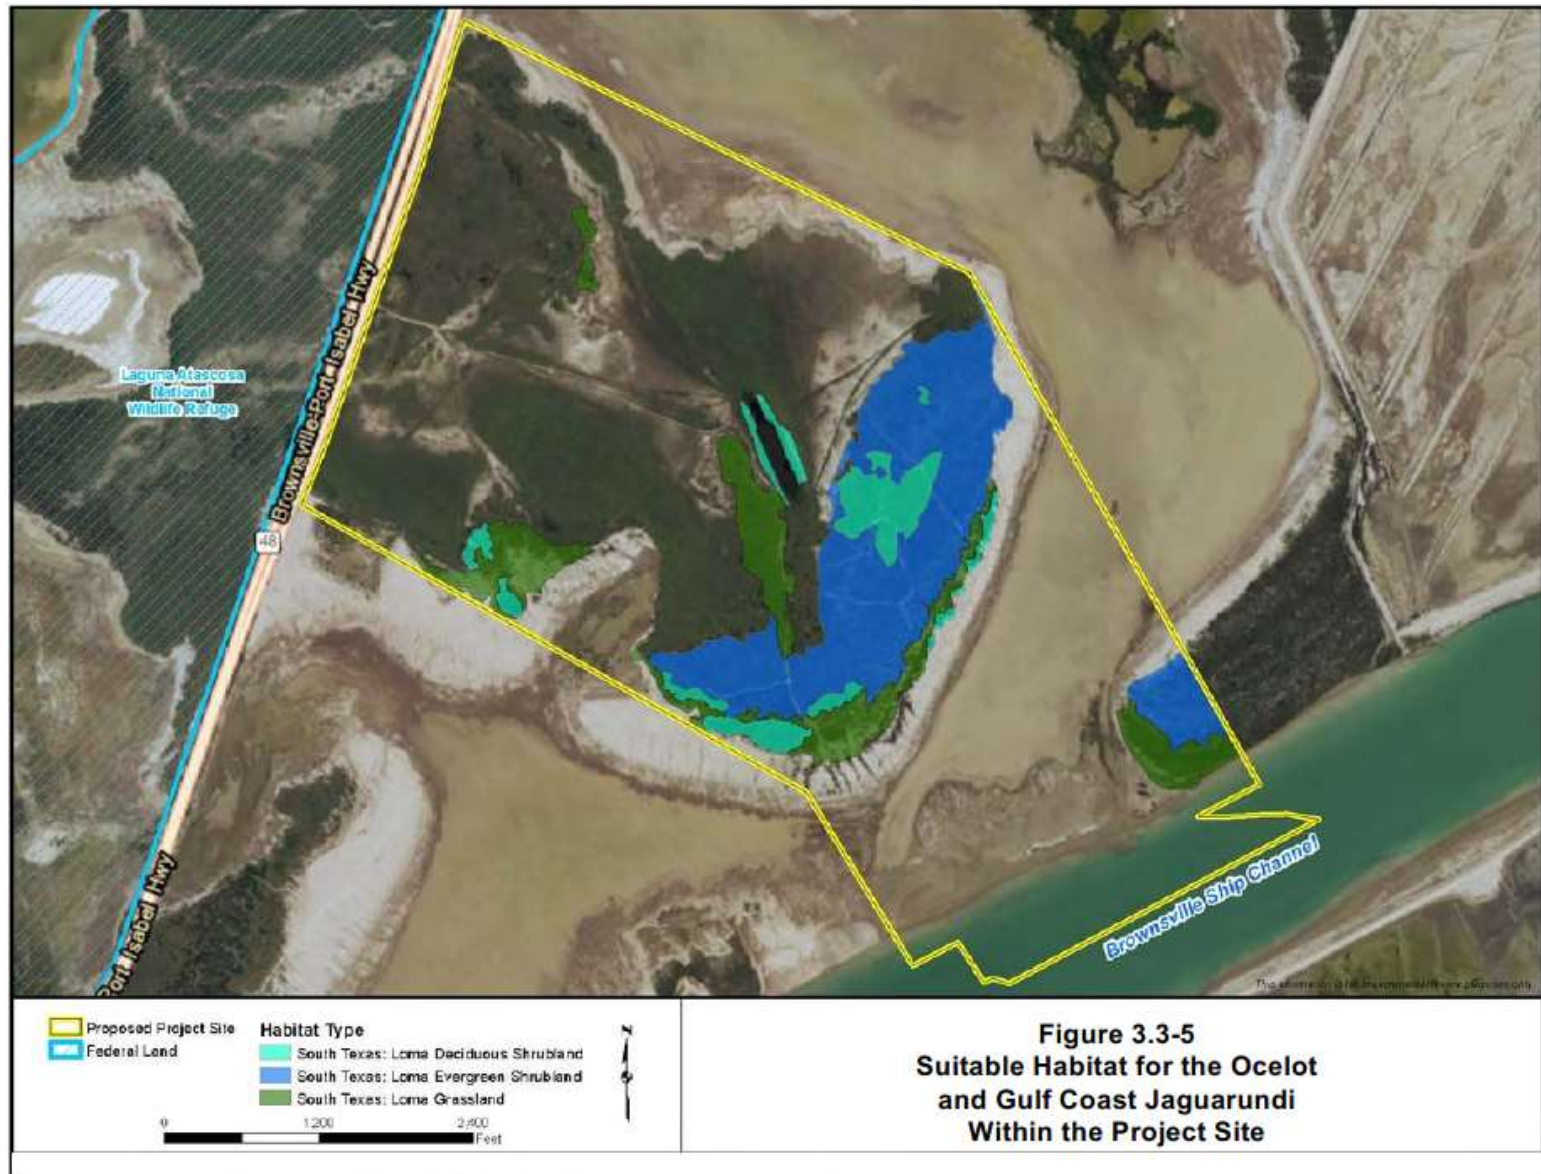 Brownsville-Port Isabel Hwy
Laguna Atascosa
National
Wildlife Refuge
48
Port Isabel Hwy
Brownsville Ship Channel
Proposed Project Site
Federal Land
Habitat Type
South Texas: Loma Deciduous Shrubland
South Texas: Loma Evergreen Shrubland
South Texas: Loma Grassland
N
0 1,200 2,400
Feet
Figure 3.3-5
Suitable Habitat for the Ocelot
and Gulf Coast Jaguarundi
Within the Project Site